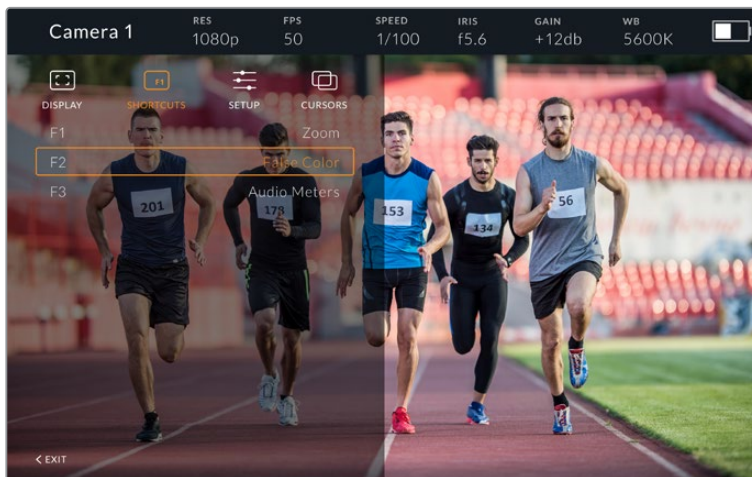 Camera 1
RES
1080p
FPS
50
SPEED
1/100
IRIS
f5.6
GAIN
+12db
WB
5600K
DISPLAY
F1
SHORTCUTS
SETUP
CURSORS
F1 Zoom
F2 False Color
F3 Audio Meters
201
178
153
134
56
< EXIT